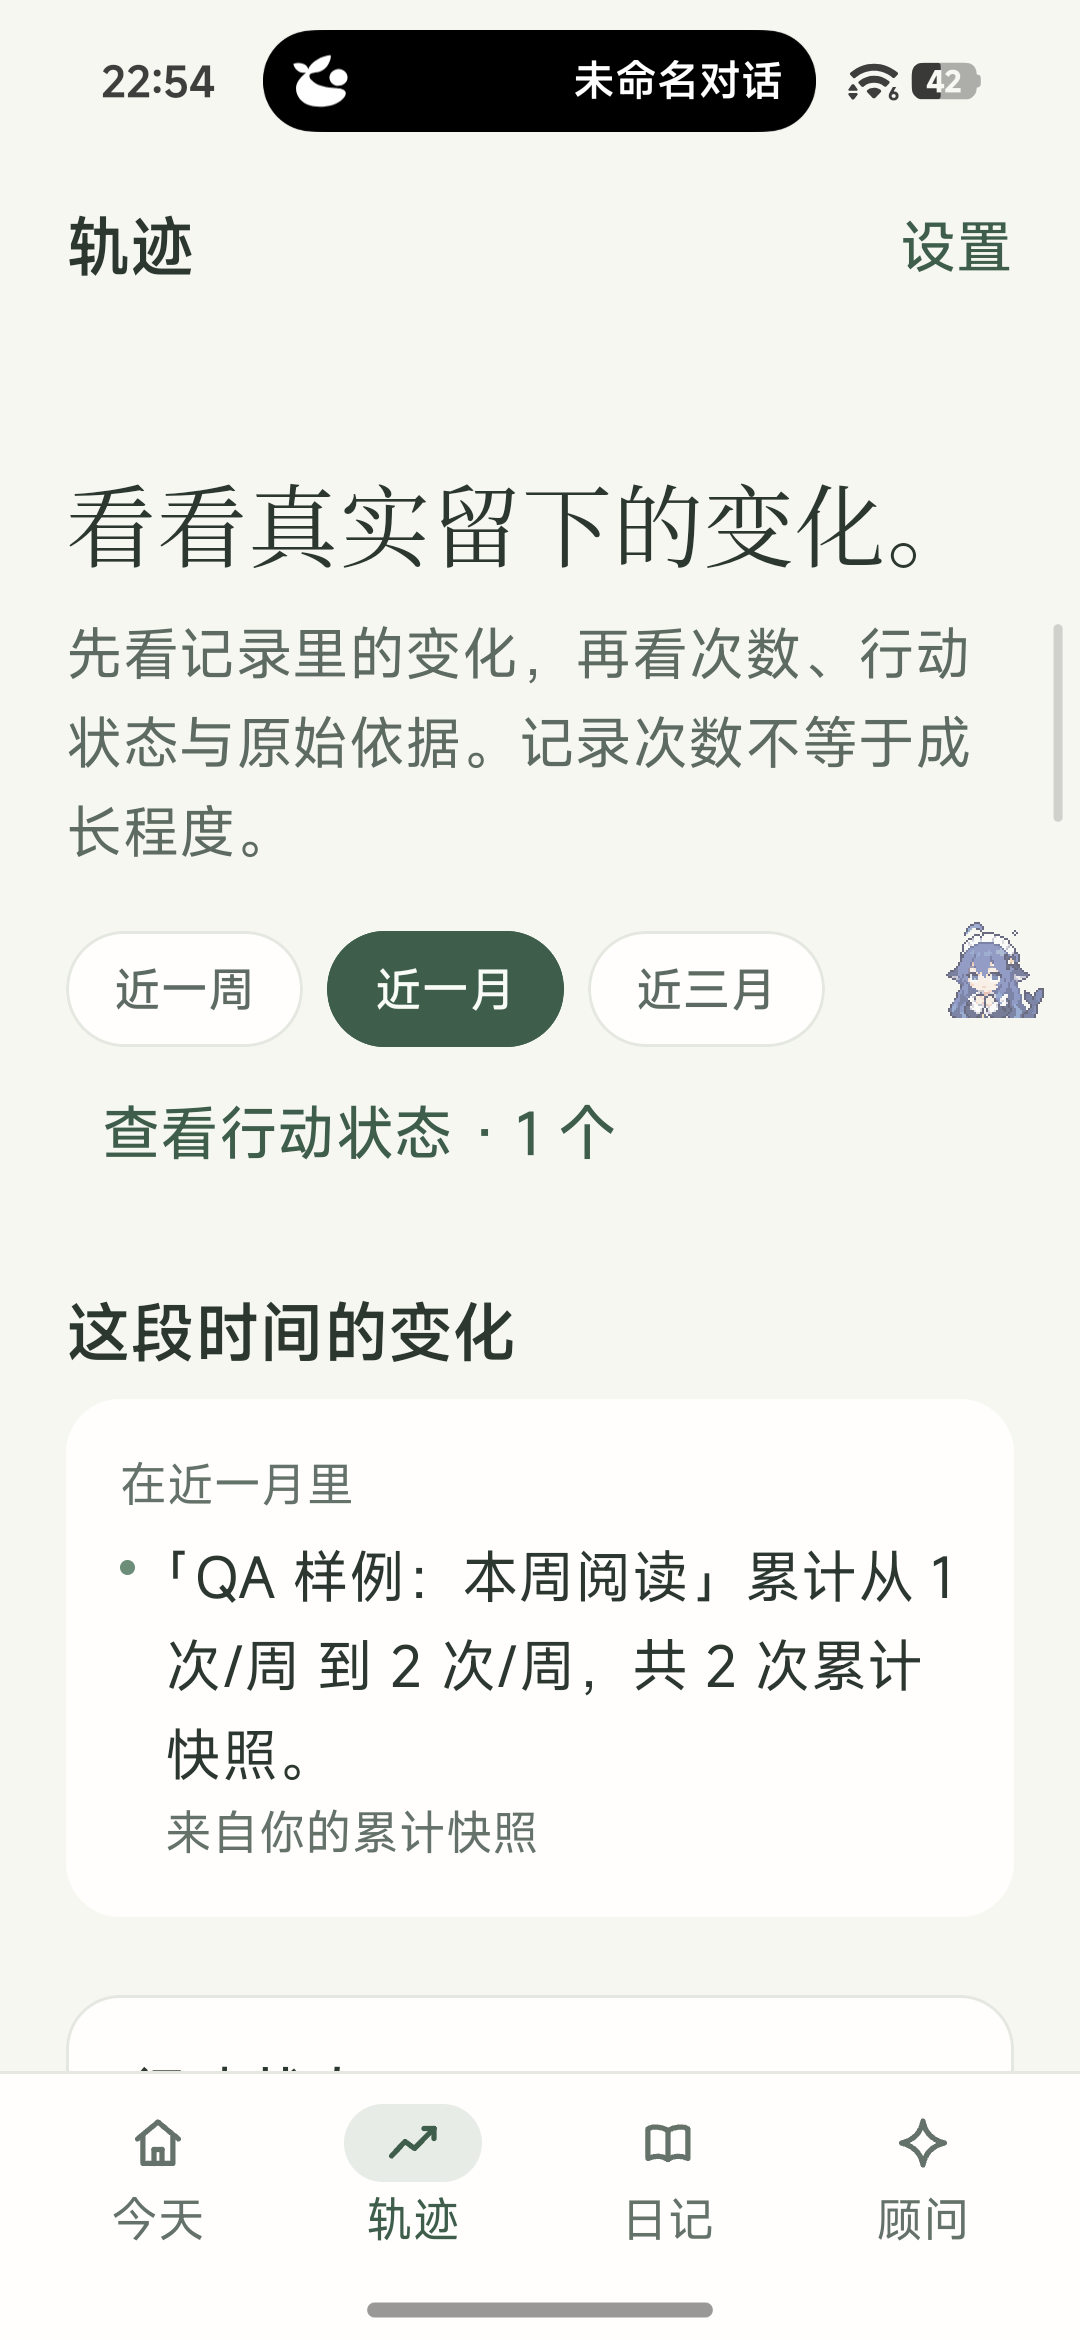 22:54
未命名对话
6
42
轨迹
设置
看看真实留下的变化。
先看记录里的变化，再看次数、行动
状态与原始依据。记录次数不等于成
长程度。
近一周
近一月
近三月
查看行动状态 · 1 个
这段时间的变化
在近一月里
「QA 样例：本周阅读」累计从 1
次/周 到 2 次/周，共 2 次累计
快照。
来自你的累计快照
今天
轨迹
日记
顾问